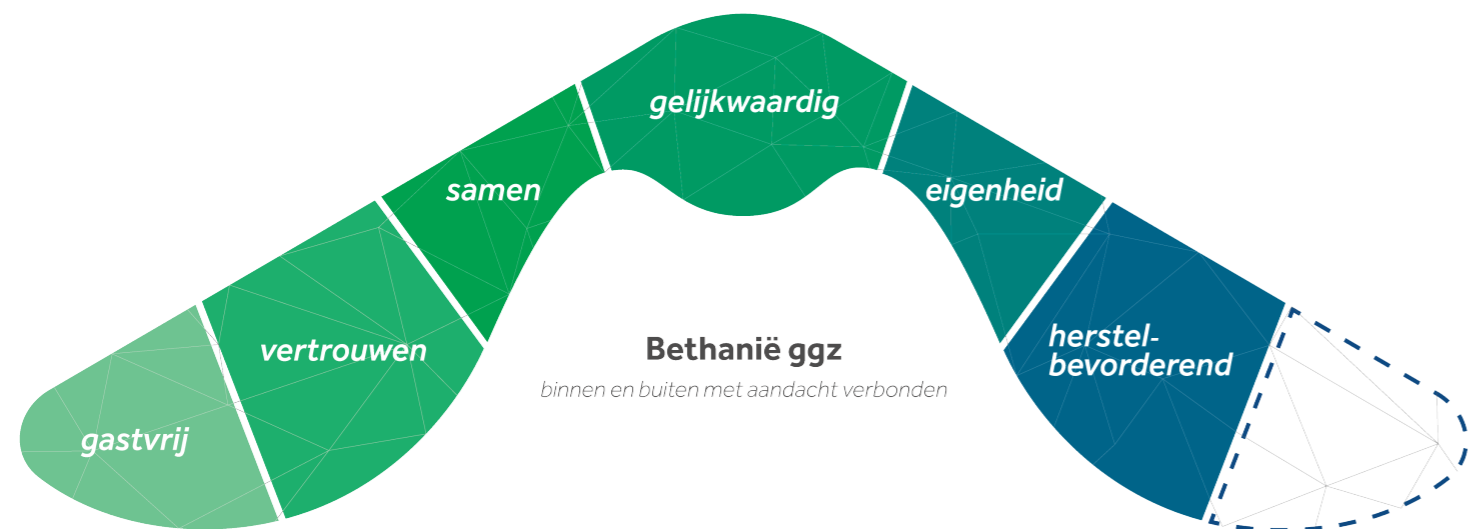 gelijkwaardig
samen
eigenheid
vertrouwen
herstel-
bevorderend
gastvrij
Bethanië ggz
binnen en buiten met aandacht verbonden